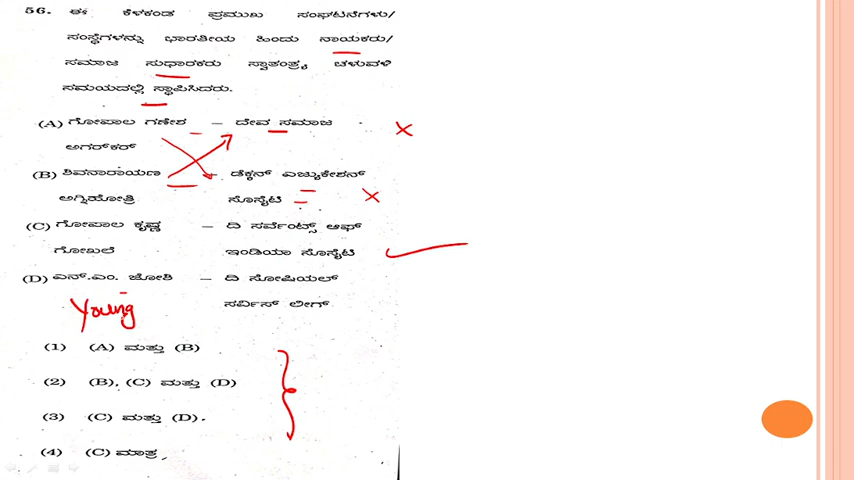 56. ಈ ಕೆಳಕಂಡ ಪ್ರಮುಖ ಸಂಘಟನೆಗಳು/
ಸಂಸ್ಥೆಗಳನ್ನು ಭಾರತೀಯ ಹಿಂದು ನಾಯಕರು/
ಸಮಾಜ ಸುಧಾರಕರು ಸ್ವಾತಂತ್ರ್ಯ ಚಳುವಳಿ
ಸಮಯದಲ್ಲಿ ಸ್ಥಾಪಿಸಿದರು.
(A) ಗೋಪಾಲ ಗಣೇಶ – ದೇವ ಸಮಾಜ
ಅಗರ್‌ಕರ್
(B) ಶಿವನಾರಾಯಣ – ಡೆಕ್ಕನ್ ಎಜ್ಯುಕೇಶನ್
ಅಗ್ನಿಹೋತ್ರಿ ಸೊಸೈಟಿ
(C) ಗೋಪಾಲ ಕೃಷ್ಣ – ದಿ ಸರ್ವೆಂಟ್ಸ್ ಆಫ್
ಗೋಖಲೆ ಇಂಡಿಯಾ ಸೊಸೈಟಿ
(D) ಎನ್.ಎಂ. ಜೋಶಿ – ದಿ ಸೋಷಿಯಲ್
ಸರ್ವಿಸ್ ಲೀಗ್
Young
(1) (A) ಮತ್ತು (B)
(2) (B), (C) ಮತ್ತು (D)
(3) (C) ಮತ್ತು (D).
(4) (C) ಮಾತ್ರ.